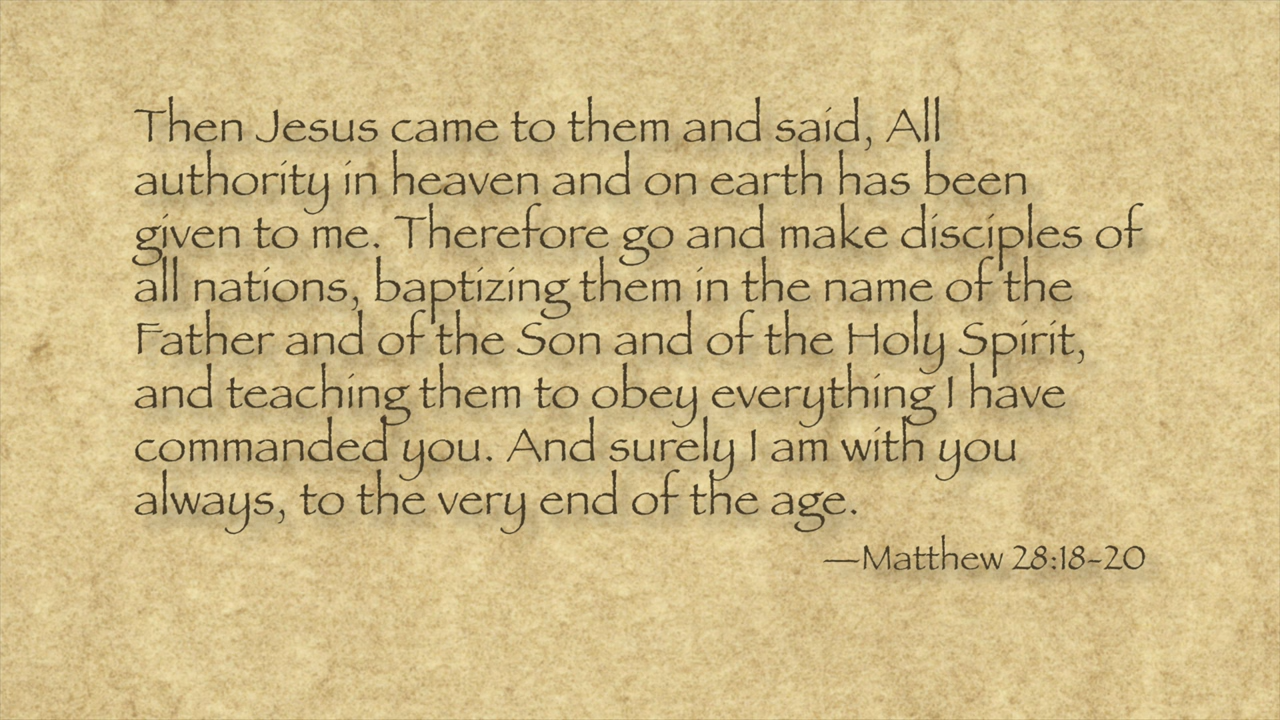 Then Jesus came to them and said, All
authority in heaven and on earth has been
given to me. Therefore go and make disciples of
all nations, baptizing them in the name of the
Father and of the Son and of the Holy Spirit,
and teaching them to obey everything I have
commanded you. And surely I am with you
always, to the very end of the age.
—Matthew 28:18-20